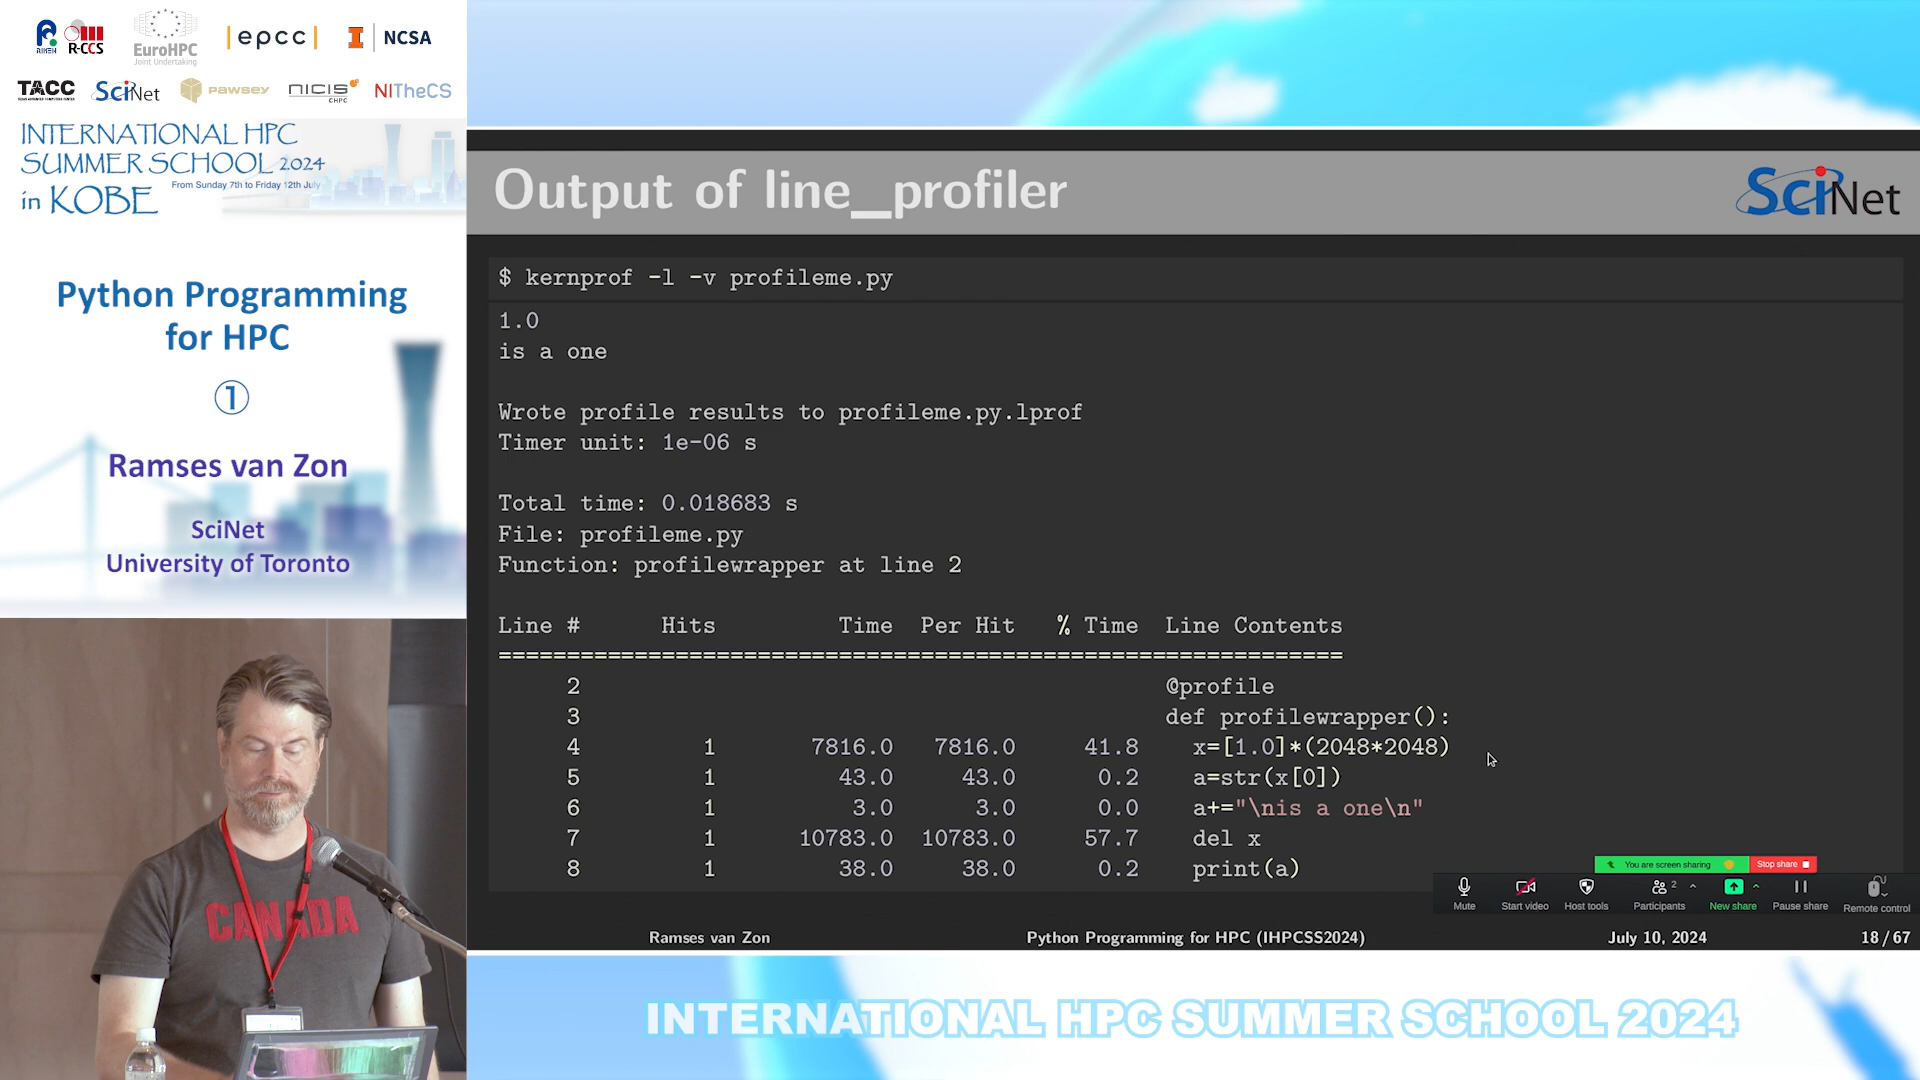 RIKEN R-CCS
EuroHPC
Joint Undertaking
|epcc|
I NCSA
TACC
SciNet
PAWSEY
NICIS
CHPC
NITheCS
INTERNATIONAL HPC
SUMMER SCHOOL 2024
From Sunday 7th to Friday 12th July
in KOBE
Python Programming
for HPC
①
Ramses van Zon
SciNet
University of Toronto
CANADA
Output of line_profiler
SciNet
$ kernprof -l -v profileme.py
1.0
is a one
Wrote profile results to profileme.py.lprof
Timer unit: 1e-06 s
Total time: 0.018683 s
File: profileme.py
Function: profilewrapper at line 2
Line # Hits Time Per Hit % Time Line Contents
==============================================================
2 @profile
3 def profilewrapper():
4 1 7816.0 7816.0 41.8 x=[1.0]*(2048*2048)
5 1 43.0 43.0 0.2 a=str(x[0])
6 1 3.0 3.0 0.0 a+="\nis a one\n"
7 1 10783.0 10783.0 57.7 del x
8 1 38.0 38.0 0.2 print(a)
You are screen sharing Stop share
Mute Start video Host tools Participants 2 New share Pause share Remote control
Ramses van Zon Python Programming for HPC (IHPCSS2024) July 10, 2024 18/67
INTERNATIONAL HPC SUMMER SCHOOL 2024